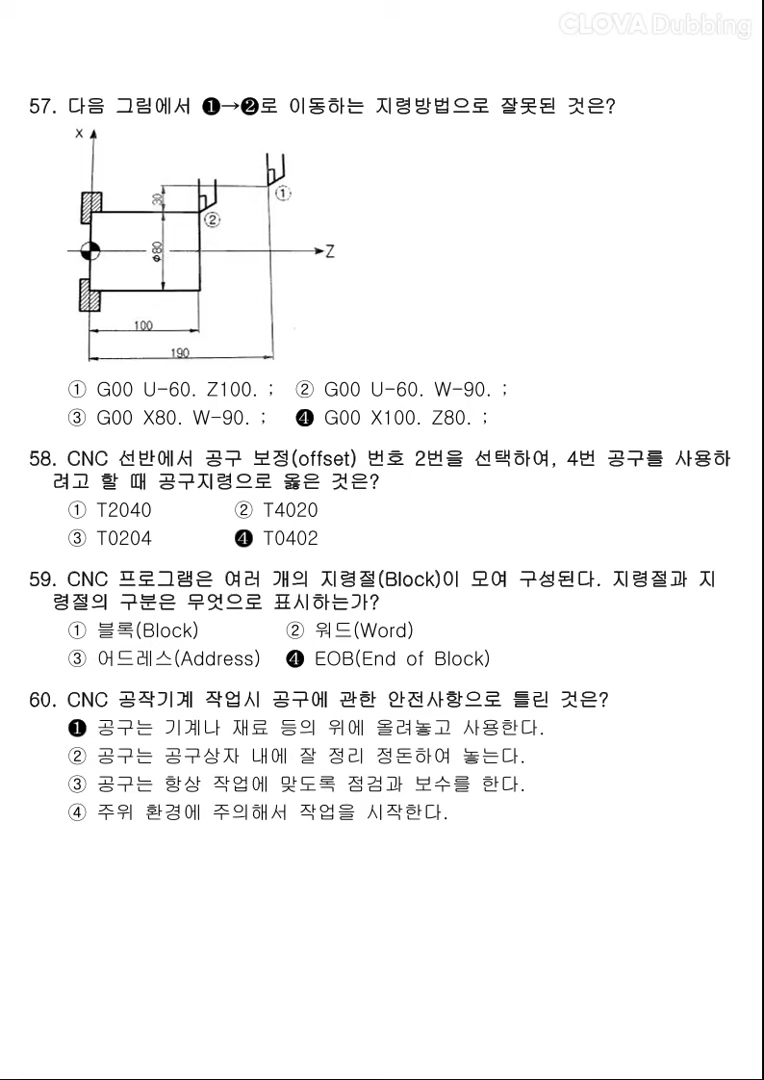 CLOVA Dubbing
57. 다음 그림에서 ❶→❷로 이동하는 지령방법으로 잘못된 것은?
X
30
①
②
ø80
Z
100
190
① G00 U-60. Z100. ; ② G00 U-60. W-90. ;
③ G00 X80. W-90. ; ❹ G00 X100. Z80. ;
58. CNC 선반에서 공구 보정(offset) 번호 2번을 선택하여, 4번 공구를 사용하
려고 할 때 공구지령으로 옳은 것은?
① T2040 ② T4020
③ T0204 ❹ T0402
59. CNC 프로그램은 여러 개의 지령절(Block)이 모여 구성된다. 지령절과 지
령절의 구분은 무엇으로 표시하는가?
① 블록(Block) ② 워드(Word)
③ 어드레스(Address) ❹ EOB(End of Block)
60. CNC 공작기계 작업시 공구에 관한 안전사항으로 틀린 것은?
❶ 공구는 기계나 재료 등의 위에 올려놓고 사용한다.
② 공구는 공구상자 내에 잘 정리 정돈하여 놓는다.
③ 공구는 항상 작업에 맞도록 점검과 보수를 한다.
④ 주위 환경에 주의해서 작업을 시작한다.